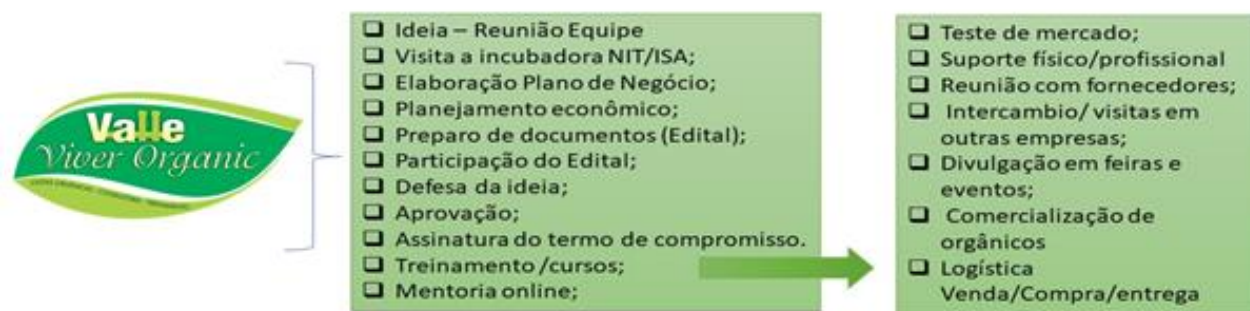 Valle
Viver Organic
Ideia – Reunião Equipe
Visita a incubadora NIT/ISA;
Elaboração Plano de Negócio;
Planejamento econômico;
Preparo de documentos (Edital);
Participação do Edital;
Defesa da ideia;
Aprovação;
Assinatura do termo de compromisso.
Treinamento/cursos;
Mentoria online;
Teste de mercado;
Suporte físico/profissional
Reunião com fornecedores;
Intercambio/ visitas em
outras empresas;
Divulgação em feiras e
eventos;
Comercialização de
orgânicos
Logística
Venda/Compra/entrega